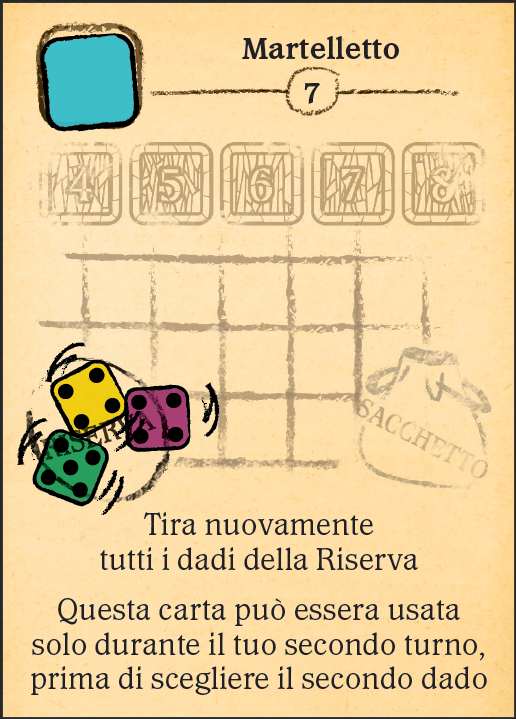 Martelletto
7
4 5 6 7 8
RISERVA
SACCHETTO
Tira nuovamente
tutti i dadi della Riserva
Questa carta può essera usata
solo durante il tuo secondo turno,
prima di scegliere il secondo dado